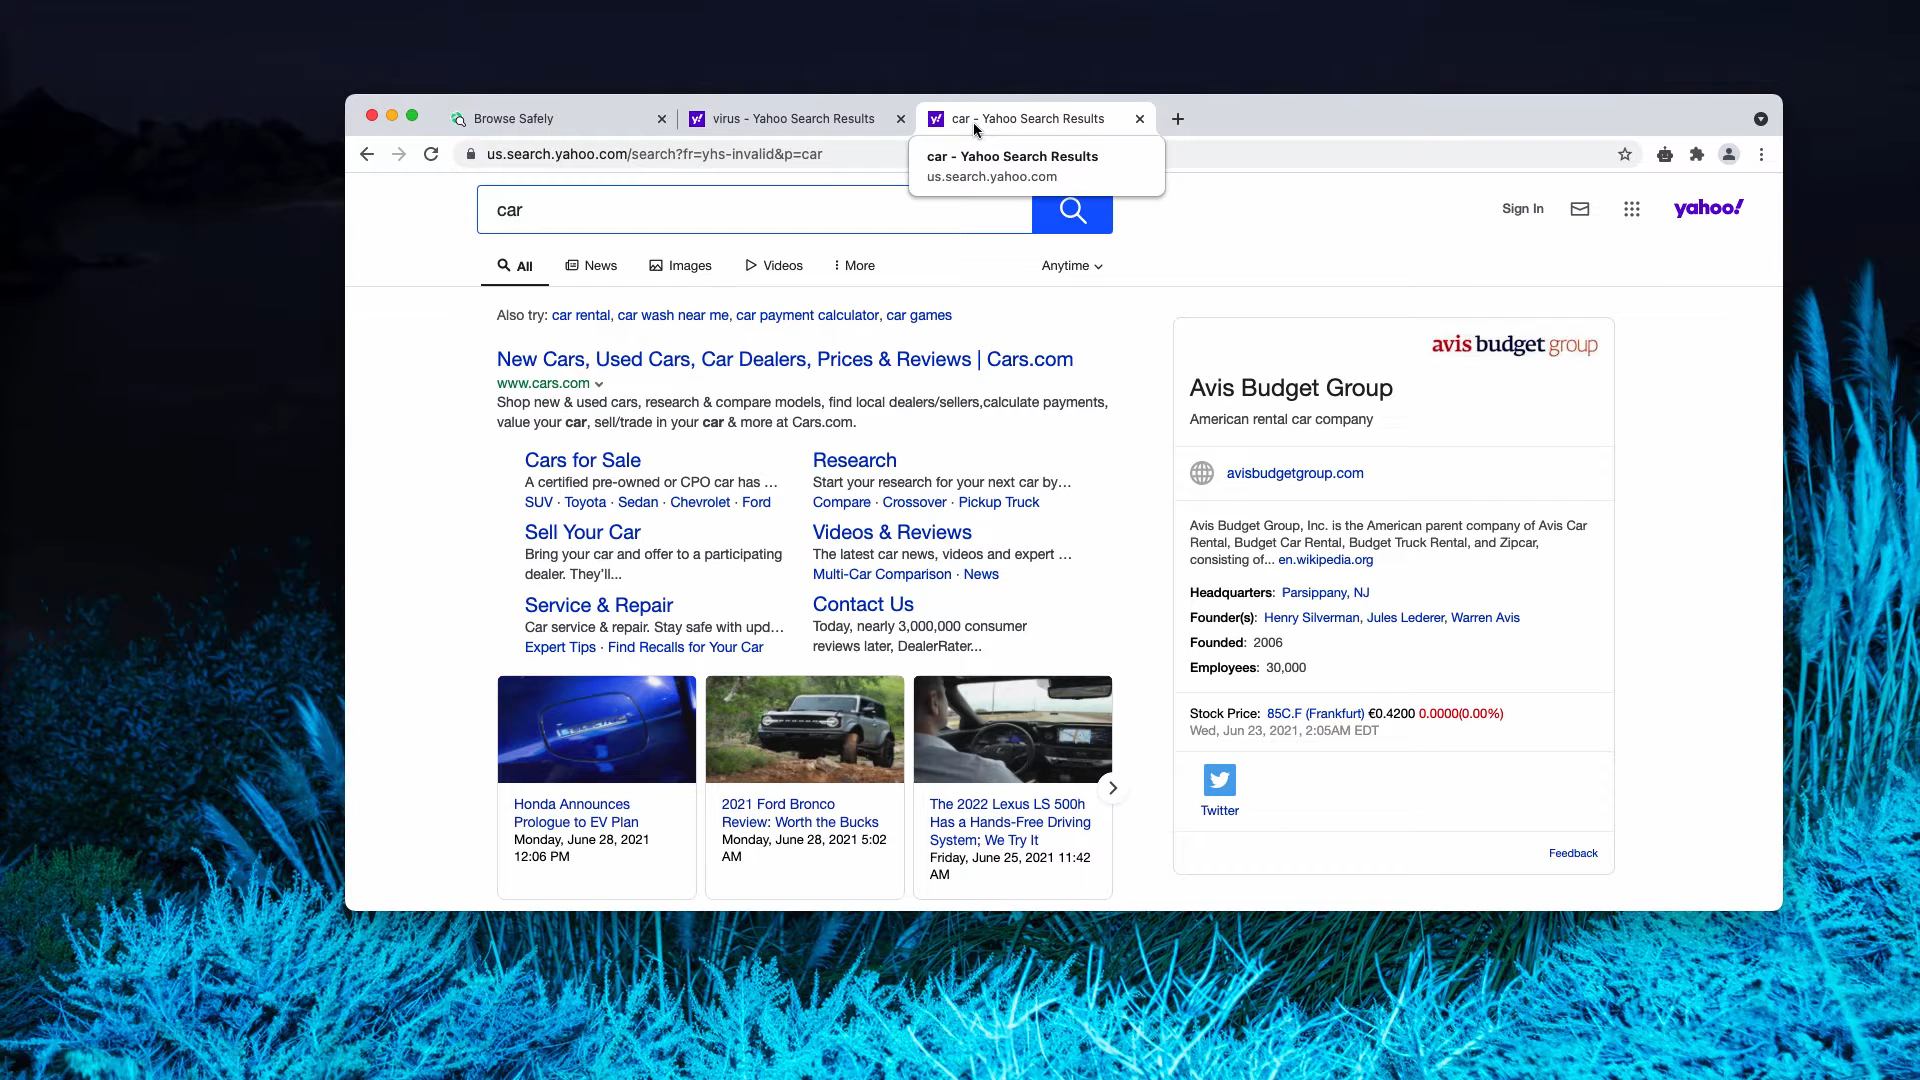 Browse Safely
virus - Yahoo Search Results
car - Yahoo Search Results
us.search.yahoo.com/search?fr=yhs-invalid&p=car
car - Yahoo Search Results
us.search.yahoo.com
car
Sign In
yahoo!
All
News
Images
Videos
More
Anytime
Also try: car rental, car wash near me, car payment calculator, car games
New Cars, Used Cars, Car Dealers, Prices & Reviews | Cars.com
www.cars.com
Shop new & used cars, research & compare models, find local dealers/sellers,calculate payments,
value your car, sell/trade in your car & more at Cars.com.
Cars for Sale
A certified pre-owned or CPO car has ...
SUV · Toyota · Sedan · Chevrolet · Ford
Research
Start your research for your next car by...
Compare · Crossover · Pickup Truck
Sell Your Car
Bring your car and offer to a participating
dealer. They'll...
Videos & Reviews
The latest car news, videos and expert ...
Multi-Car Comparison · News
Service & Repair
Car service & repair. Stay safe with upd...
Expert Tips · Find Recalls for Your Car
Contact Us
Today, nearly 3,000,000 consumer
reviews later, DealerRater...
Honda Announces
Prologue to EV Plan
Monday, June 28, 2021
12:06 PM
2021 Ford Bronco
Review: Worth the Bucks
Monday, June 28, 2021 5:02
AM
The 2022 Lexus LS 500h
Has a Hands-Free Driving
System; We Try It
Friday, June 25, 2021 11:42
AM
avis budget group
Avis Budget Group
American rental car company
avisbudgetgroup.com
Avis Budget Group, Inc. is the American parent company of Avis Car
Rental, Budget Car Rental, Budget Truck Rental, and Zipcar,
consisting of... en.wikipedia.org
Headquarters: Parsippany, NJ
Founder(s): Henry Silverman, Jules Lederer, Warren Avis
Founded: 2006
Employees: 30,000
Stock Price: 85C.F (Frankfurt) €0.4200 0.0000(0.00%)
Wed, Jun 23, 2021, 2:05AM EDT
Twitter
Feedback